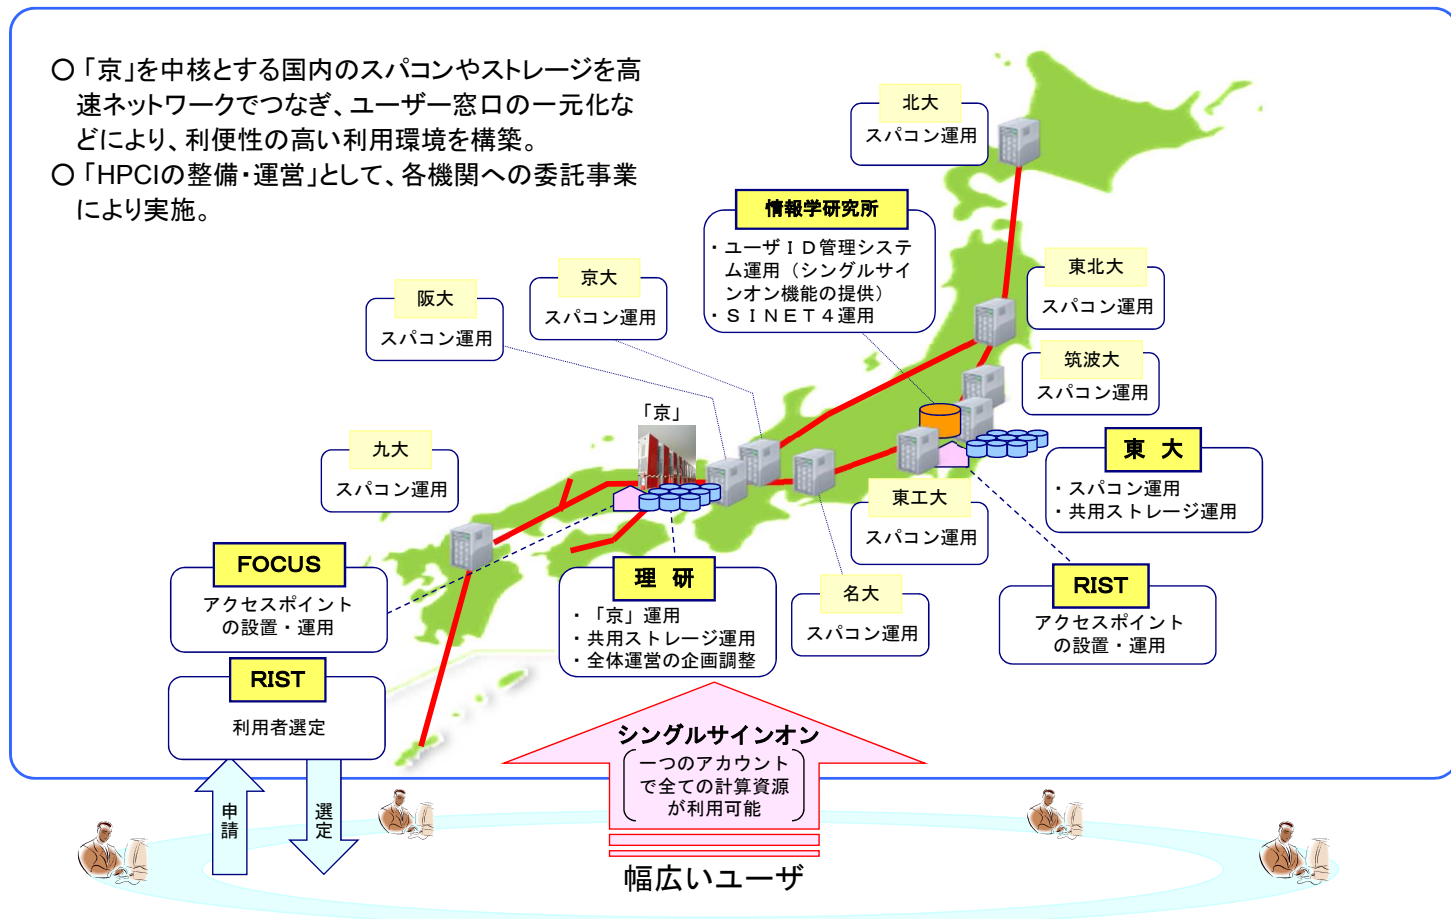 ○「京」を中核とする国内のスパコンやストレージを高
速ネットワークでつなぎ、ユーザー窓口の一元化な
どにより、利便性の高い利用環境を構築。
○「HPCIの整備・運営」として、各機関への委託事業
により実施。
北大
スパコン運用
情報学研究所
・ユーザＩＤ管理システ
ム運用（シングルサイ
ンオン機能の提供）
・ＳＩＮＥＴ４運用
東北大
スパコン運用
京大
スパコン運用
阪大
スパコン運用
筑波大
スパコン運用
「京」
九大
スパコン運用
東 大
・スパコン運用
・共用ストレージ運用
東工大
スパコン運用
FOCUS
アクセスポイント
の設置・運用
理 研
・「京」運用
・共用ストレージ運用
・全体運営の企画調整
名大
スパコン運用
RIST
アクセスポイント
の設置・運用
RIST
利用者選定
シングルサインオン
一つのアカウント
で全ての計算資源
が利用可能
申請
選定
幅広いユーザ